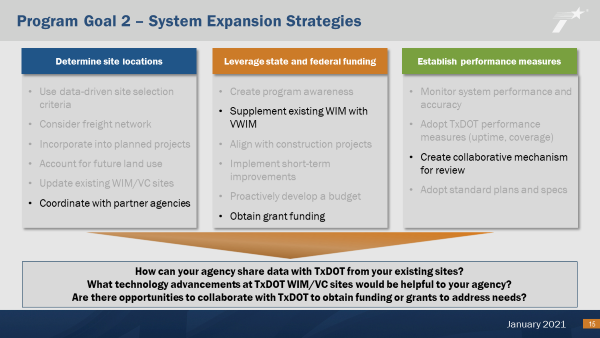 Program Goal 2 – System Expansion Strategies
Determine site locations
• Use data-driven site selection
criteria
• Consider freight network
• Incorporate into planned projects
• Account for future land use
• Update existing WIM/VC sites
• Coordinate with partner agencies
Leverage state and federal funding
• Create program awareness
• Supplement existing WIM with
VWIM
• Align with construction projects
• Implement short-term
improvements
• Proactively develop a budget
• Obtain grant funding
Establish performance measures
• Monitor system performance and
accuracy
• Adopt TxDOT performance
measures (uptime, coverage)
• Create collaborative mechanism
for review
• Adopt standard plans and specs
How can your agency share data with TxDOT from your existing sites?
What technology advancements at TxDOT WIM/VC sites would be helpful to your agency?
Are there opportunities to collaborate with TxDOT to obtain funding or grants to address needs?
January 2021
15